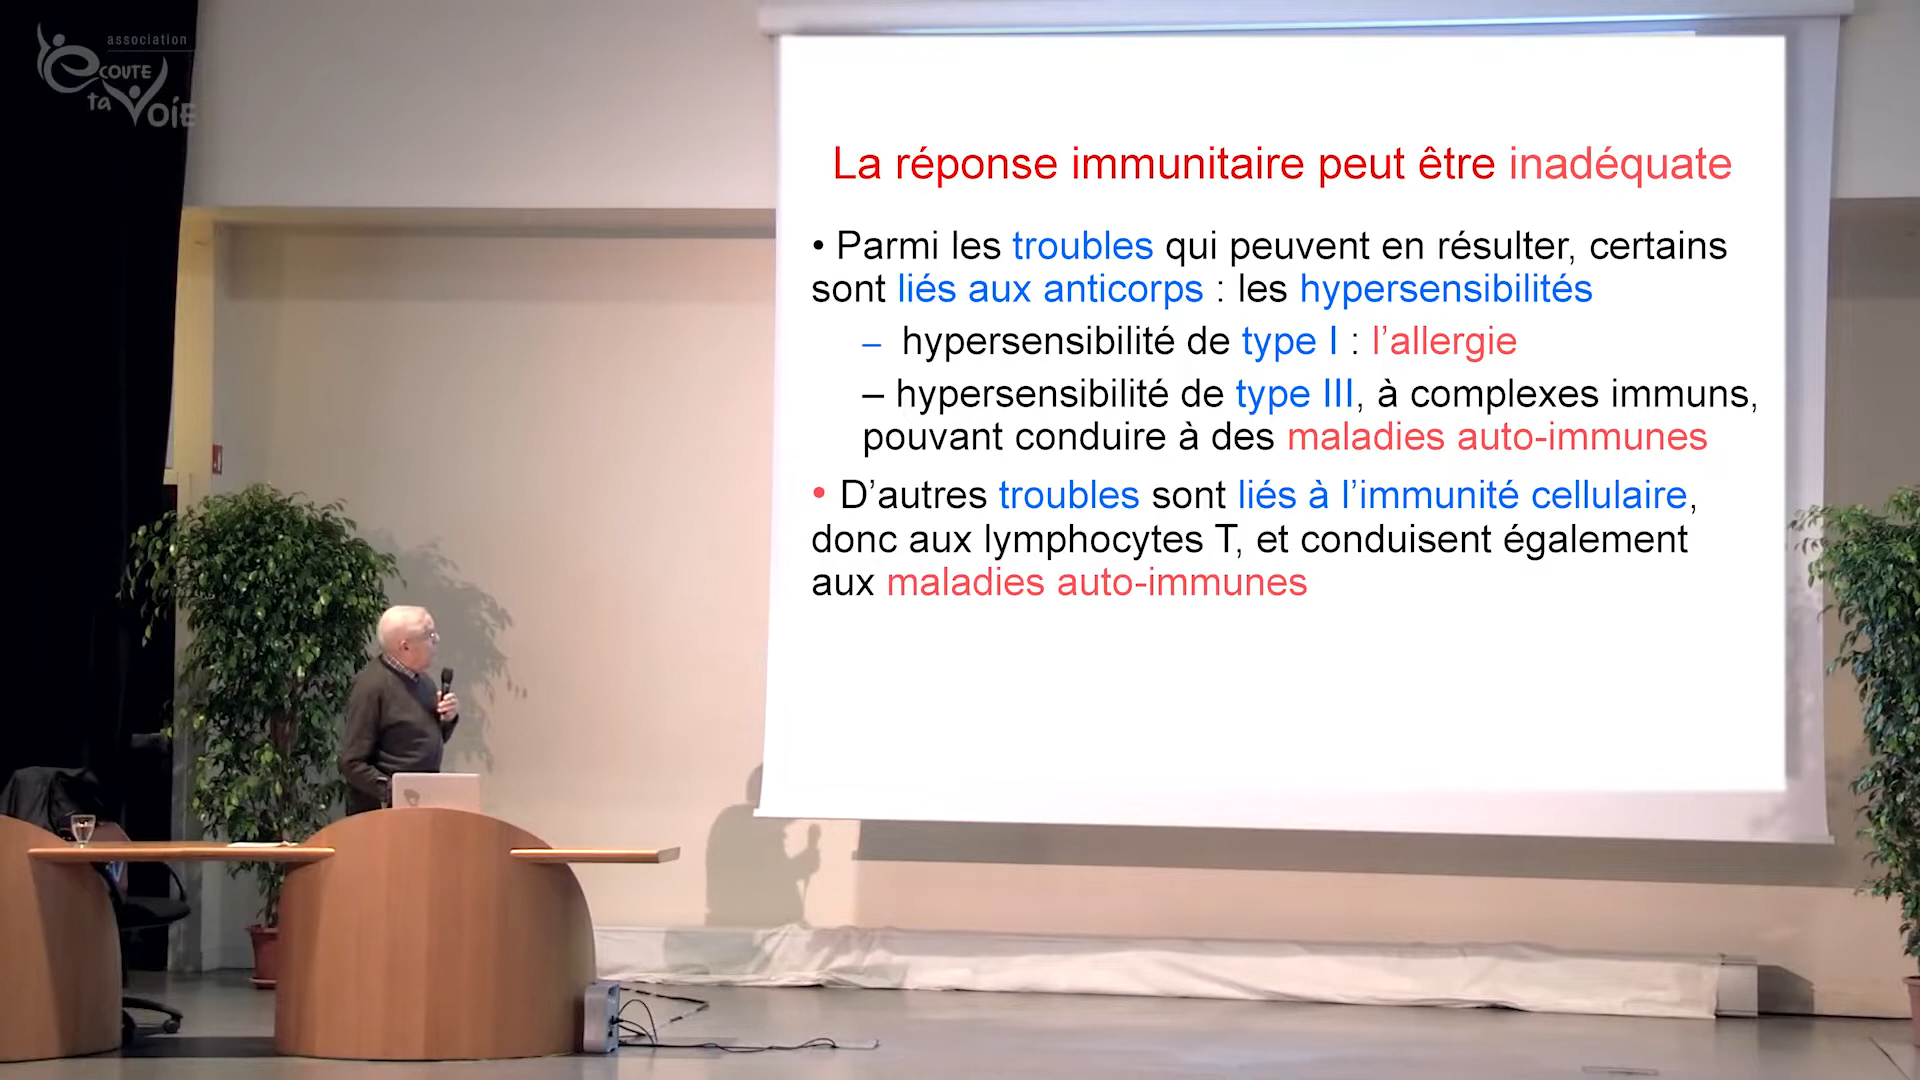 association
écoute
ta Voie
La réponse immunitaire peut être inadéquate
• Parmi les troubles qui peuvent en résulter, certains
sont liés aux anticorps : les hypersensibilités
– hypersensibilité de type I : l’allergie
– hypersensibilité de type III, à complexes immuns,
pouvant conduire à des maladies auto-immunes
• D’autres troubles sont liés à l’immunité cellulaire,
donc aux lymphocytes T, et conduisent également
aux maladies auto-immunes